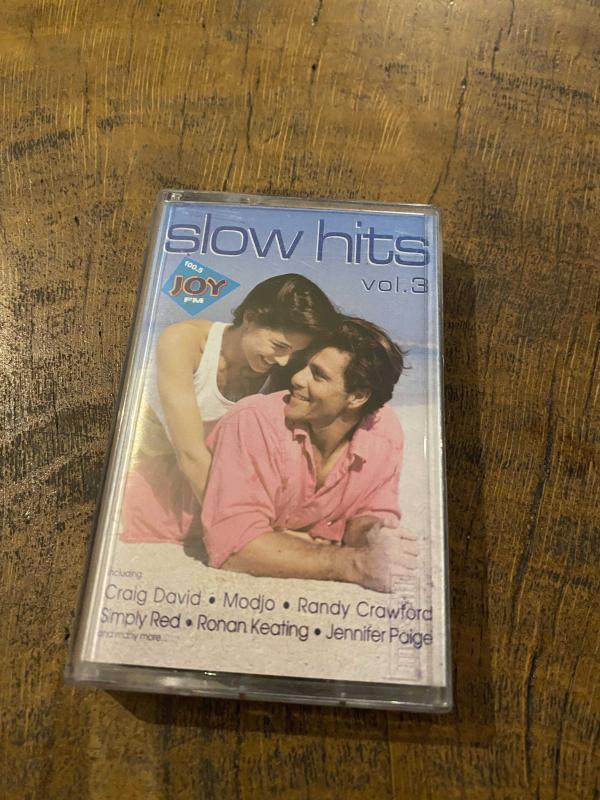 slow hits
vol.3
100.5
JOY
FM
including
Craig David • Modjo • Randy Crawford
Simply Red • Ronan Keating • Jennifer Paige
and many more...